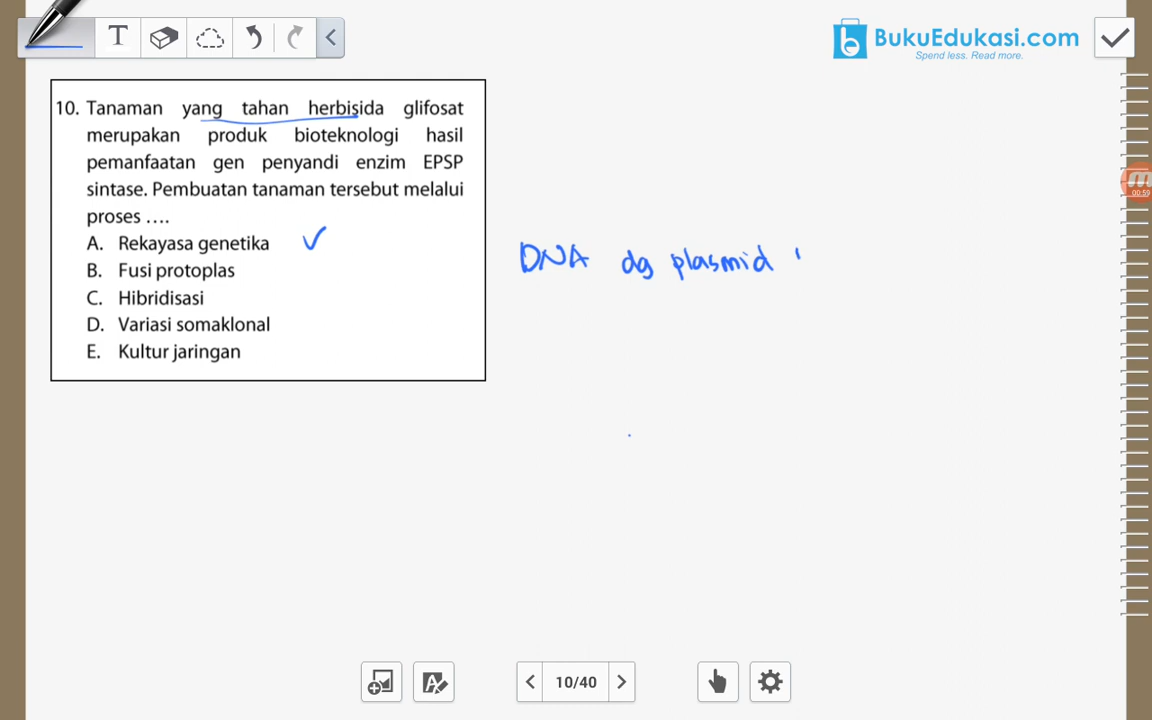 T
BukuEdukasi.com
Spend less. Read more.
10. Tanaman yang tahan herbisida glifosat
merupakan produk bioteknologi hasil
pemanfaatan gen penyandi enzim EPSP
sintase. Pembuatan tanaman tersebut melalui
proses ....
A. Rekayasa genetika
B. Fusi protoplas
C. Hibridisasi
D. Variasi somaklonal
E. Kultur jaringan
DNA dg plasmid
00:59
10/40